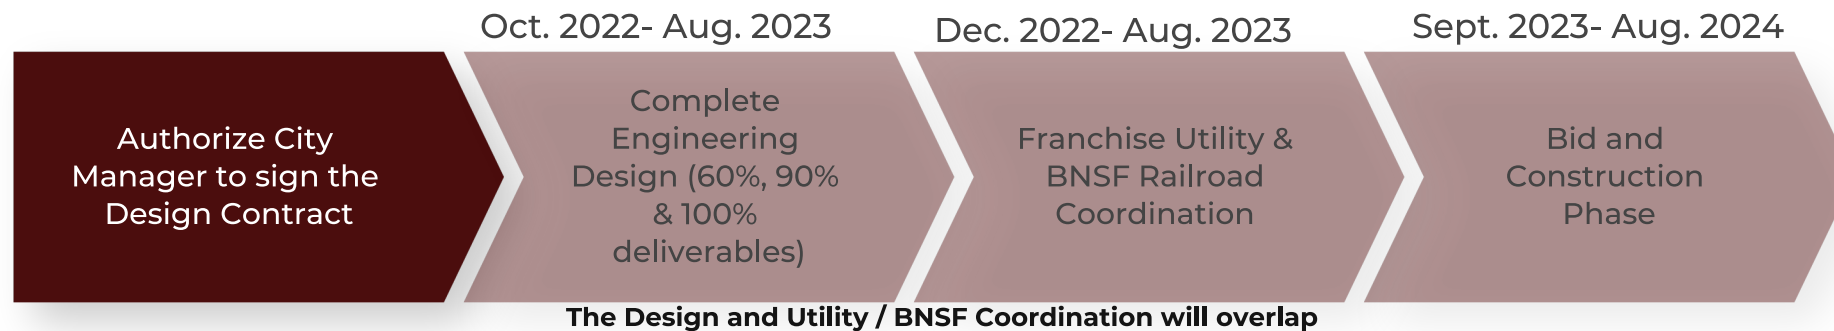 Oct. 2022- Aug. 2023
Dec. 2022- Aug. 2023
Sept. 2023- Aug. 2024
Authorize City
Manager to sign the
Design Contract
Complete
Engineering
Design (60%, 90%
& 100%
deliverables)
Franchise Utility &
BNSF Railroad
Coordination
Bid and
Construction
Phase
The Design and Utility / BNSF Coordination will overlap